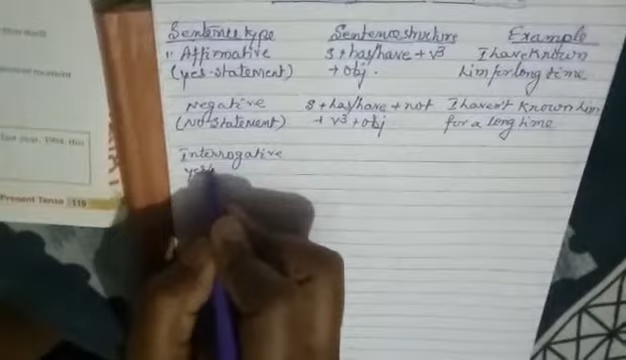 Sentence type Sentence structure Example
1) Affirmative S + has/have + v3 I have known
(yes-statement) + obj. him for long time
Negative S + has/have + not I haven't known him
(No statement) + v3 + obj for a long time
Interrogative
yes
Present Tense 119